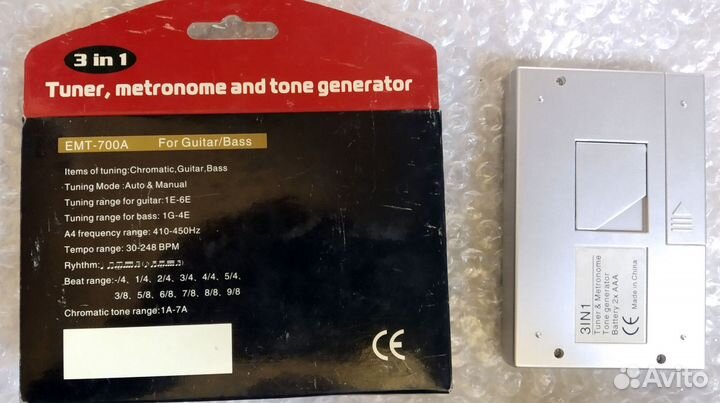 3 in 1
Tuner, metronome and tone generator
EMT-700A For Guitar/Bass
Items of tuning:Chromatic,Guitar,Bass
Tuning Mode :Auto & Manual
Tuning range for guitar:1E-6E
Tuning range for bass: 1G-4E
A4 frequency range: 410-450Hz
Tempo range: 30-248 BPM
Ryhthm:
Beat range:-/4, 1/4, 2/4, 3/4, 4/4, 5/4,
3/8, 5/8, 6/8, 7/8, 8/8, 9/8
Chromatic tone range:1A-7A
CE
3IN1
Tuner & Metronome
Tone generator
Battery 2x AAA
CE Made in China
Avito